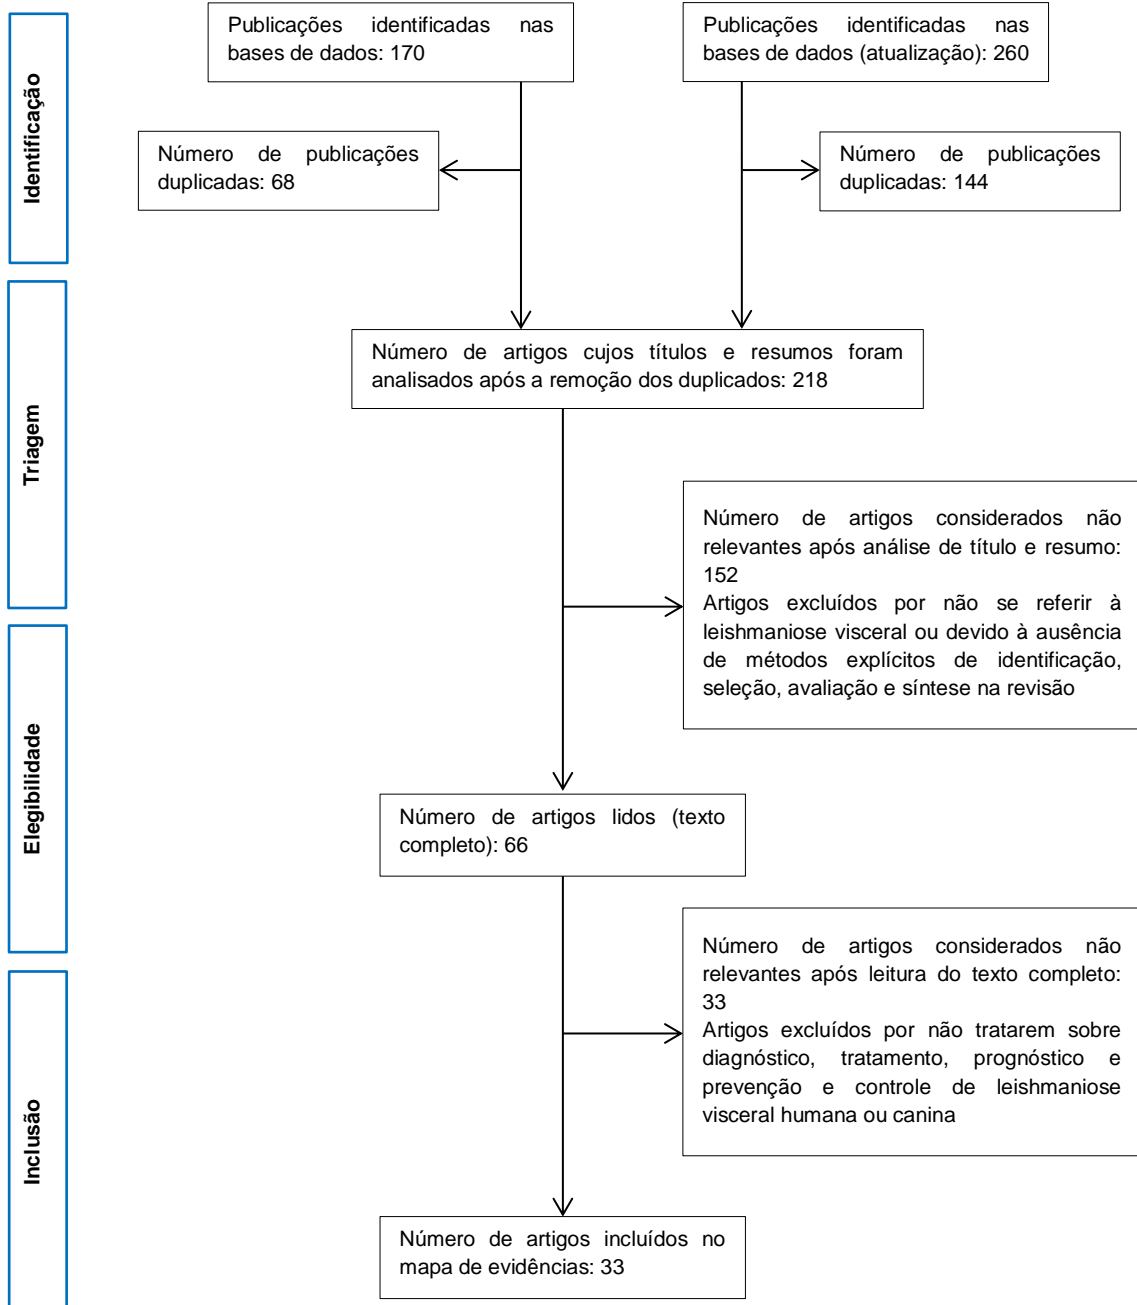 Identificação
Publicações identificadas nas
bases de dados: 170
Publicações identificadas nas
bases de dados (atualização): 260
Número de publicações
duplicadas: 68
Número de publicações
duplicadas: 144
Triagem
Número de artigos cujos títulos e resumos foram
analisados após a remoção dos duplicados: 218
Número de artigos considerados não
relevantes após análise de título e resumo:
152
Artigos excluídos por não se referir à
leishmaniose visceral ou devido à ausência
de métodos explícitos de identificação,
seleção, avaliação e síntese na revisão
Elegibilidade
Número de artigos lidos (texto
completo): 66
Número de artigos considerados não
relevantes após leitura do texto completo:
33
Artigos excluídos por não tratarem sobre
diagnóstico, tratamento, prognóstico e
prevenção e controle de leishmaniose
visceral humana ou canina
Inclusão
Número de artigos incluídos no
mapa de evidências: 33